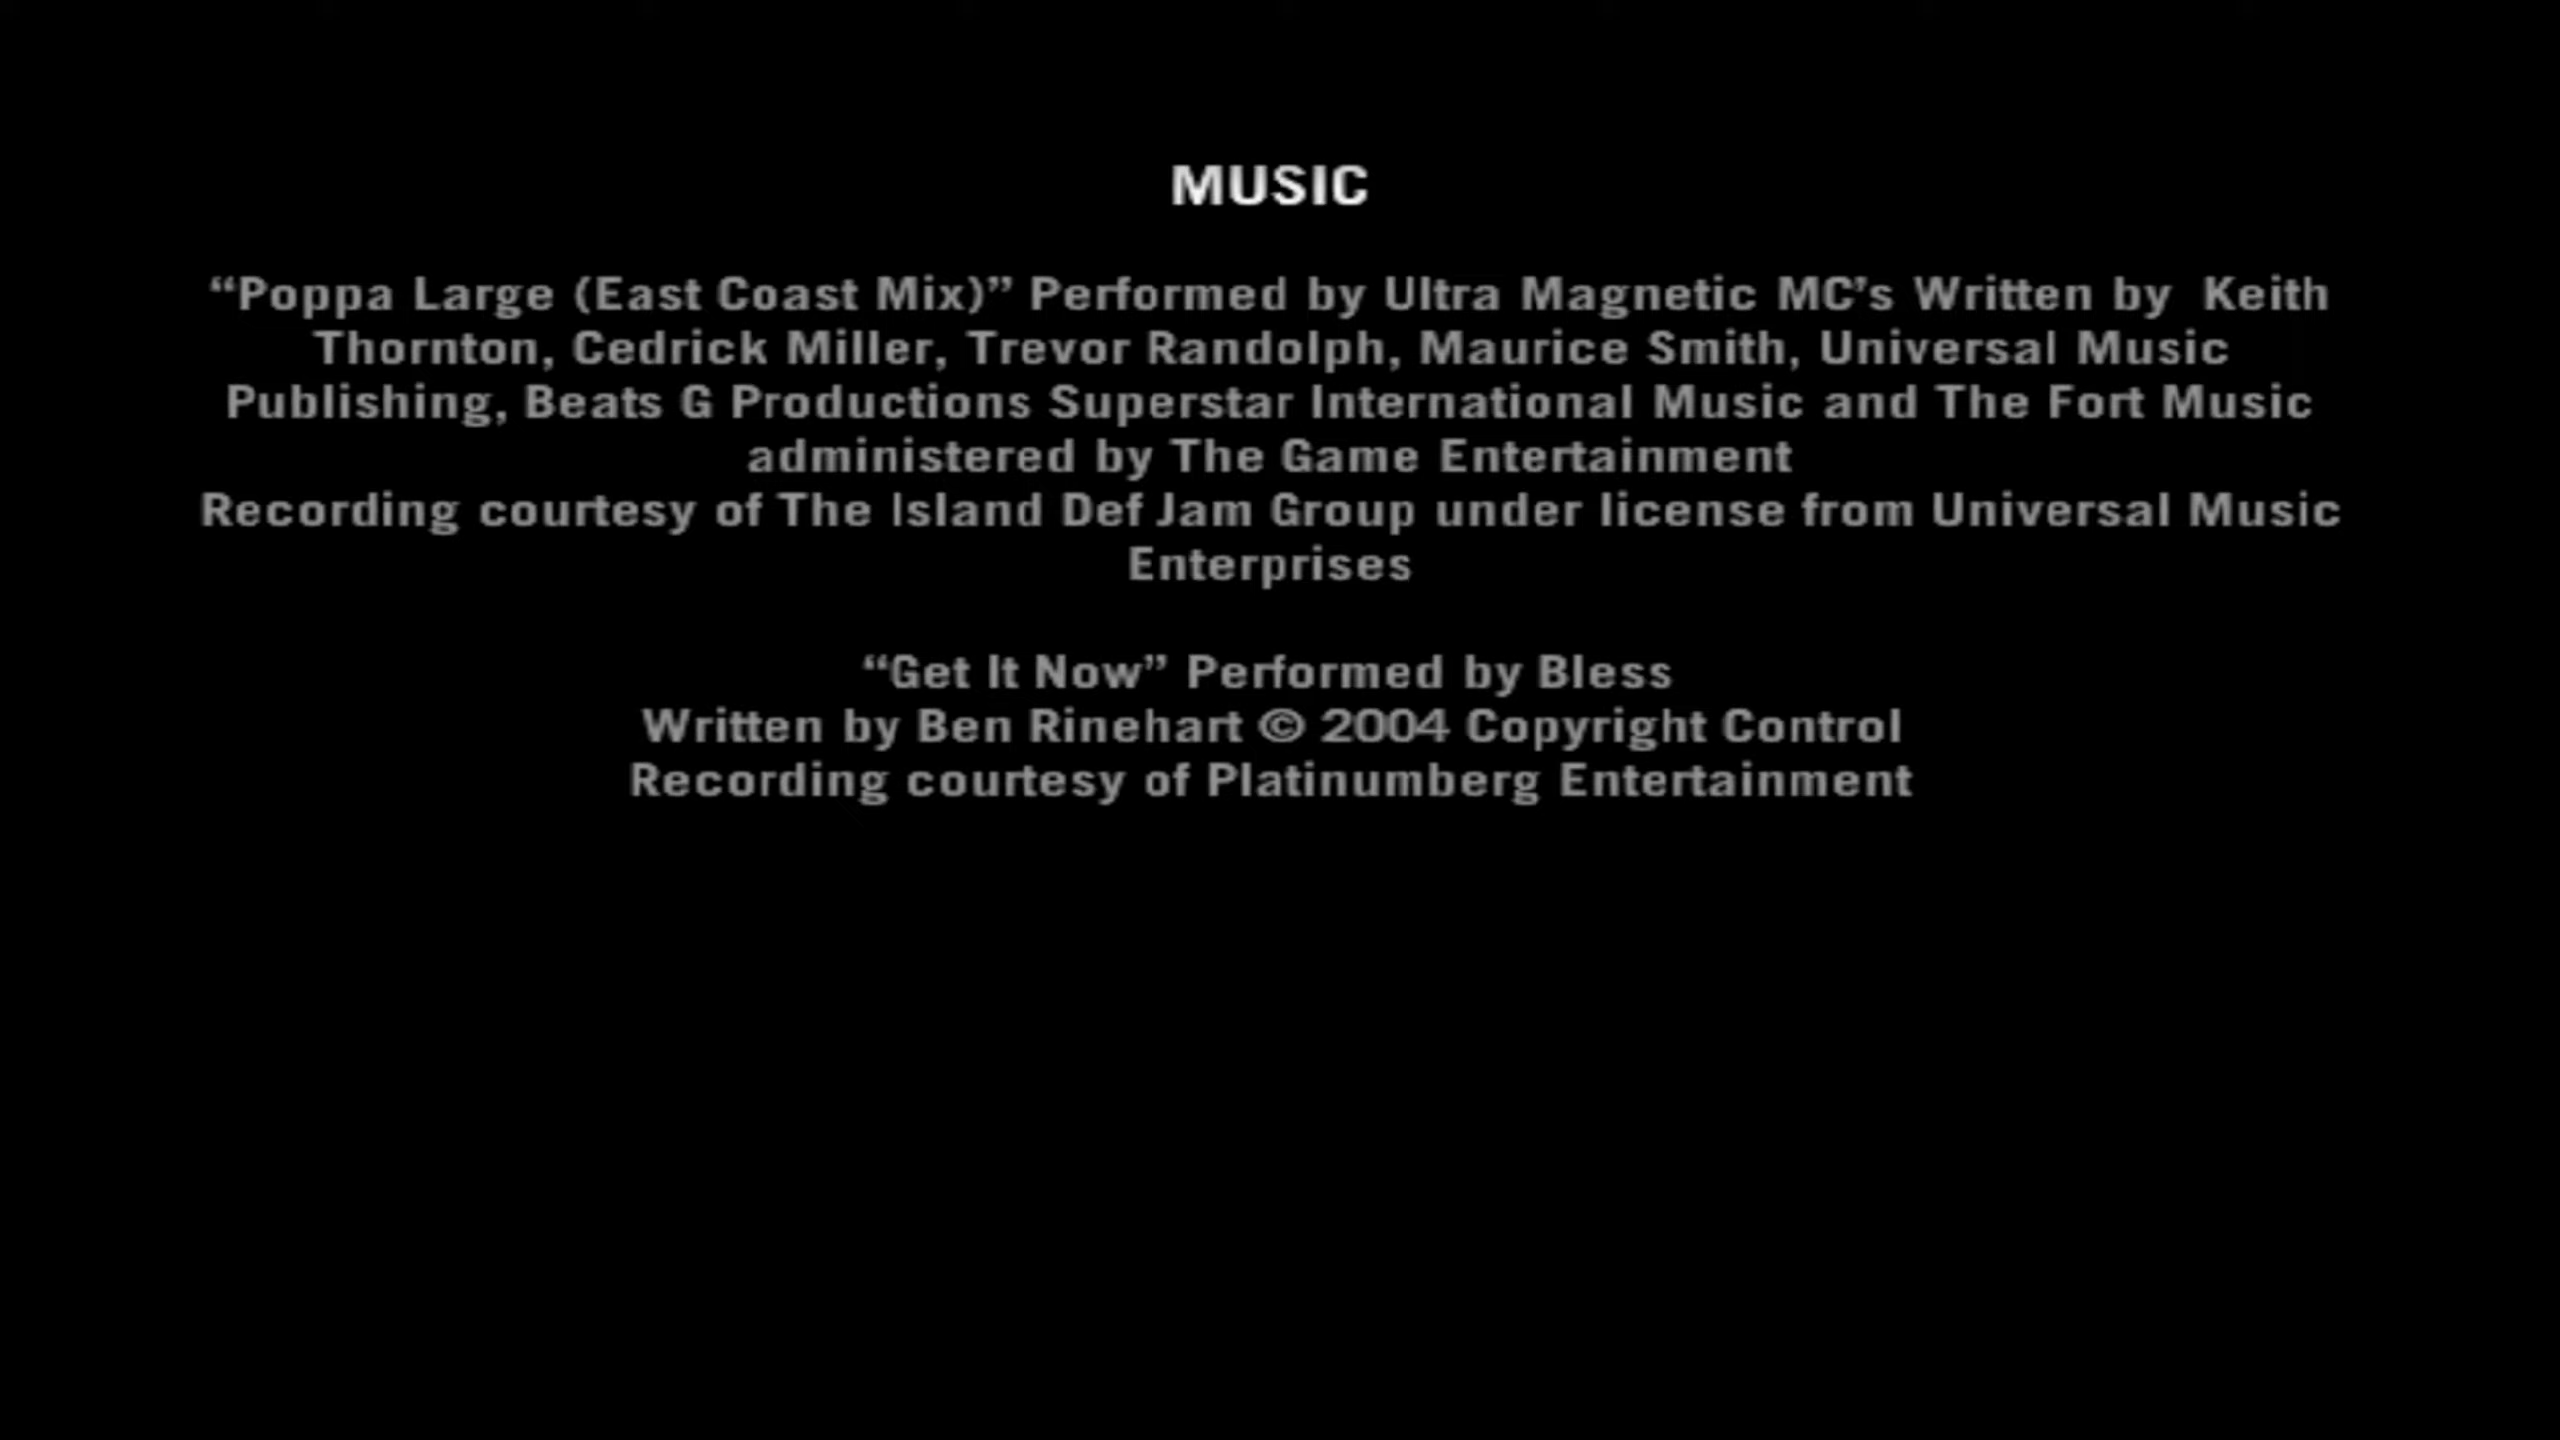 MUSIC
“Poppa Large (East Coast Mix)” Performed by Ultra Magnetic MC’s Written by  Keith
Thornton, Cedrick Miller, Trevor Randolph, Maurice Smith, Universal Music
Publishing, Beats G Productions Superstar International Music and The Fort Music
administered by The Game Entertainment
Recording courtesy of The Island Def Jam Group under license from Universal Music
Enterprises
“Get It Now” Performed by Bless
Written by Ben Rinehart © 2004 Copyright Control
Recording courtesy of Platinumberg Entertainment